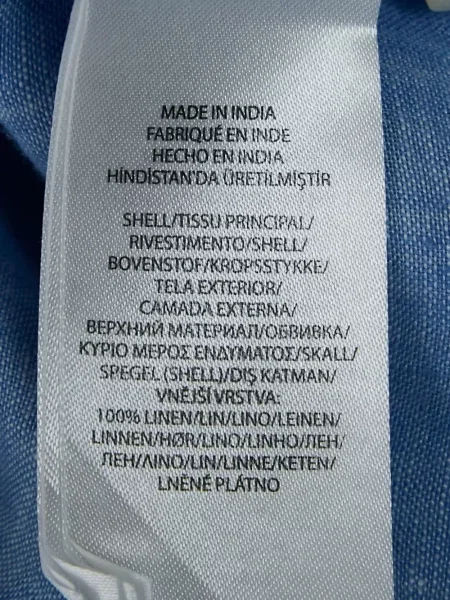 MADE IN INDIA
FABRIQUÉ EN INDE
HECHO EN INDIA
HİNDİSTAN'DA ÜRETİLMİŞTİR
SHELL/TISSU PRINCIPAL/
RIVESTIMENTO/SHELL/
BOVENSTOF/KROPSSTYKKE/
TELA EXTERIOR/
CAMADA EXTERNA/
ВЕРХНИЙ МАТЕРИАЛ/ОБВИВКА/
ΚΥΡΙΟ ΜΕΡΟΣ ΕΝΔΥΜΑΤΟΣ/SKALL/
SPEGEL (SHELL)/DIŞ KATMAN/
VNĚJŠÍ VRSTVA:
100% LINEN/LIN/LINO/LEINEN/
LINNEN/HØR/LINO/LINHO/ЛЕН/
ЛЕН/ΛΙΝΟ/LIN/LINNE/KETEN/
LNĚNÉ PLÁTNO